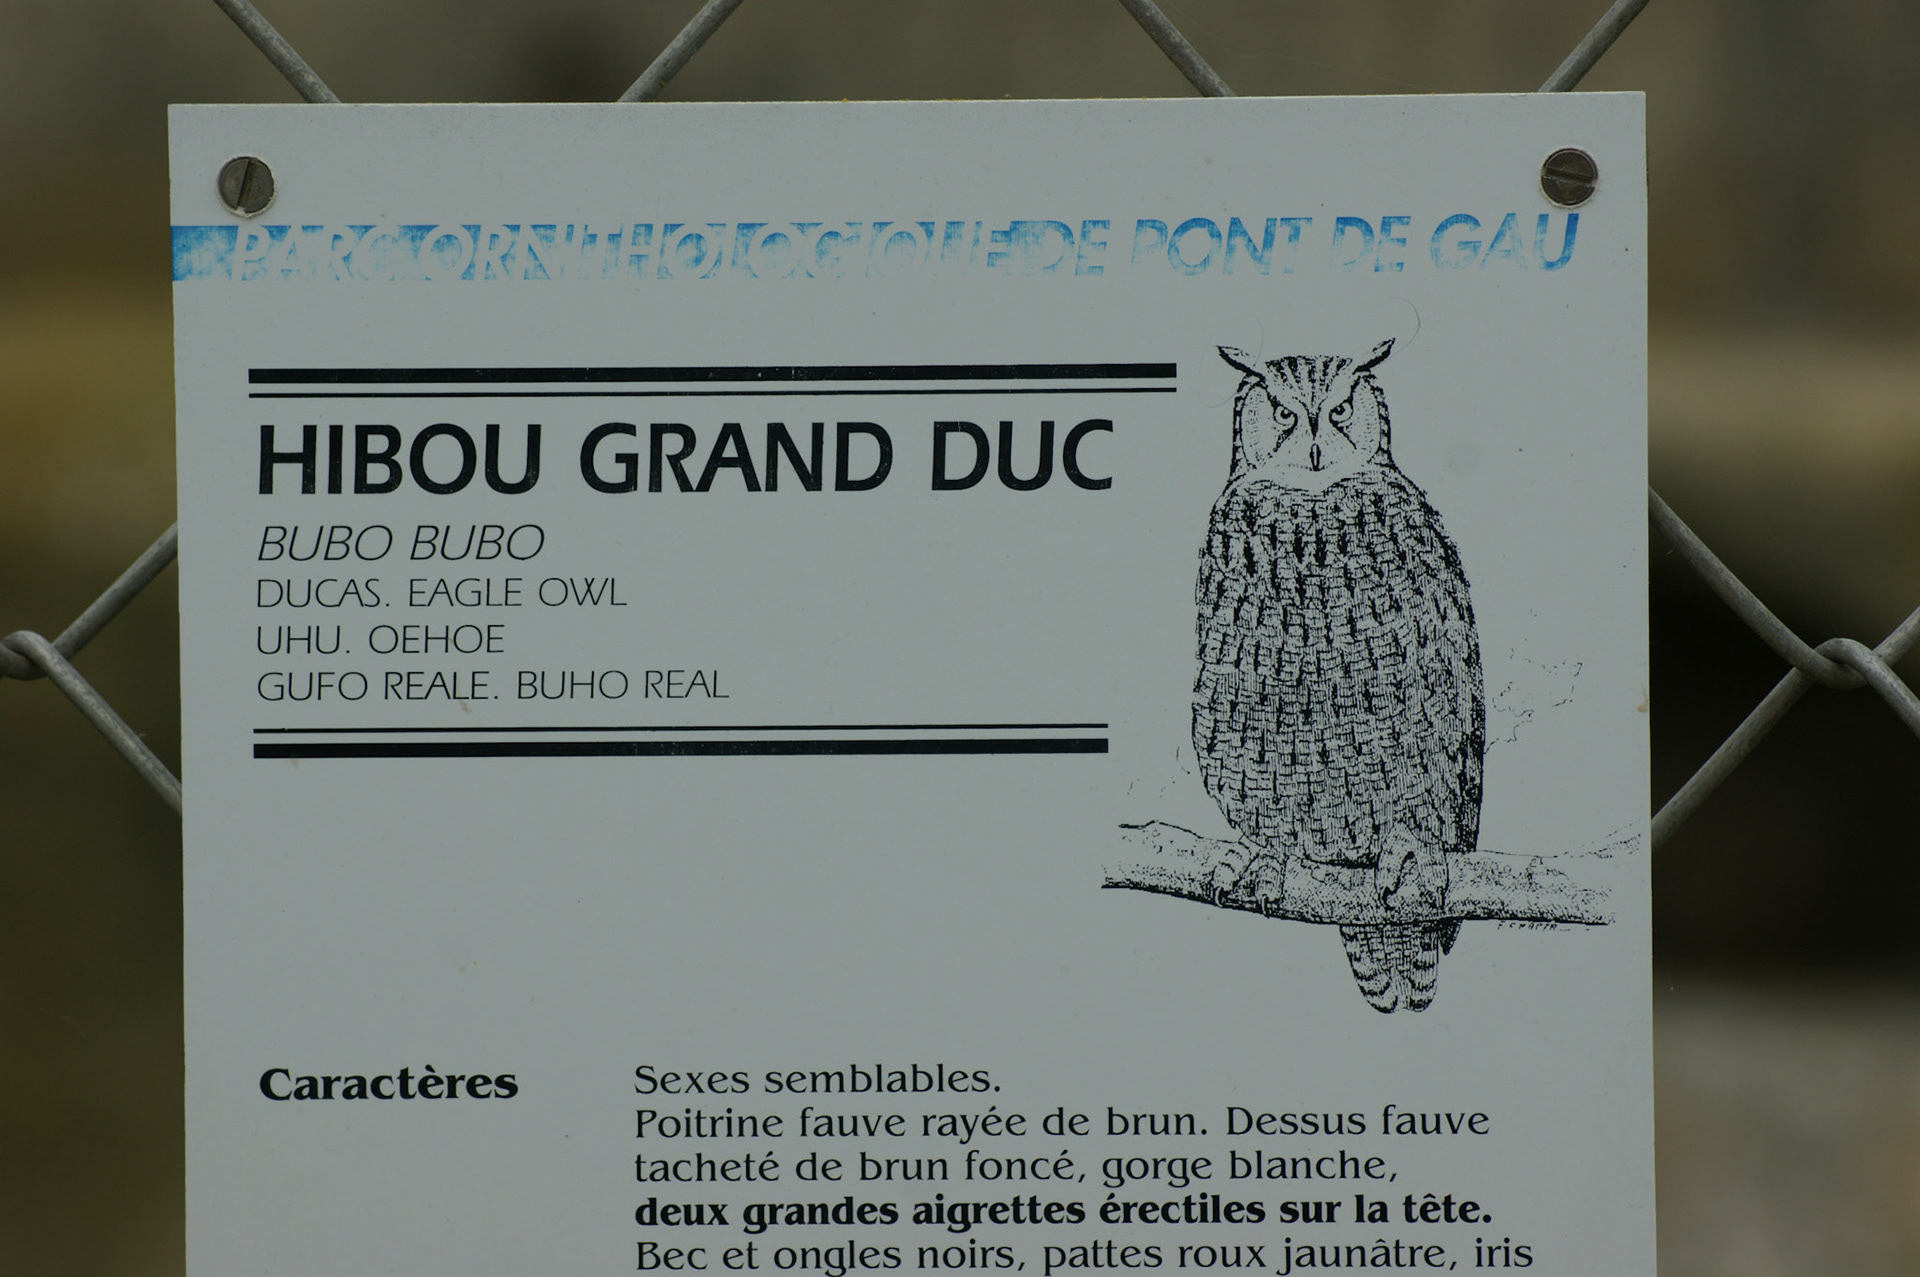 PARC ORNITHOLOGIQUE DE PONT DE GAU
HIBOU GRAND DUC
BUBO BUBO
DUCAS. EAGLE OWL
UHU. OEHOE
GUFO REALE. BUHO REAL
Caractères
Sexes semblables.
Poitrine fauve rayée de brun. Dessus fauve
tacheté de brun foncé, gorge blanche,
deux grandes aigrettes érectiles sur la tête.
Bec et ongles noirs, pattes roux jaunâtre, iris